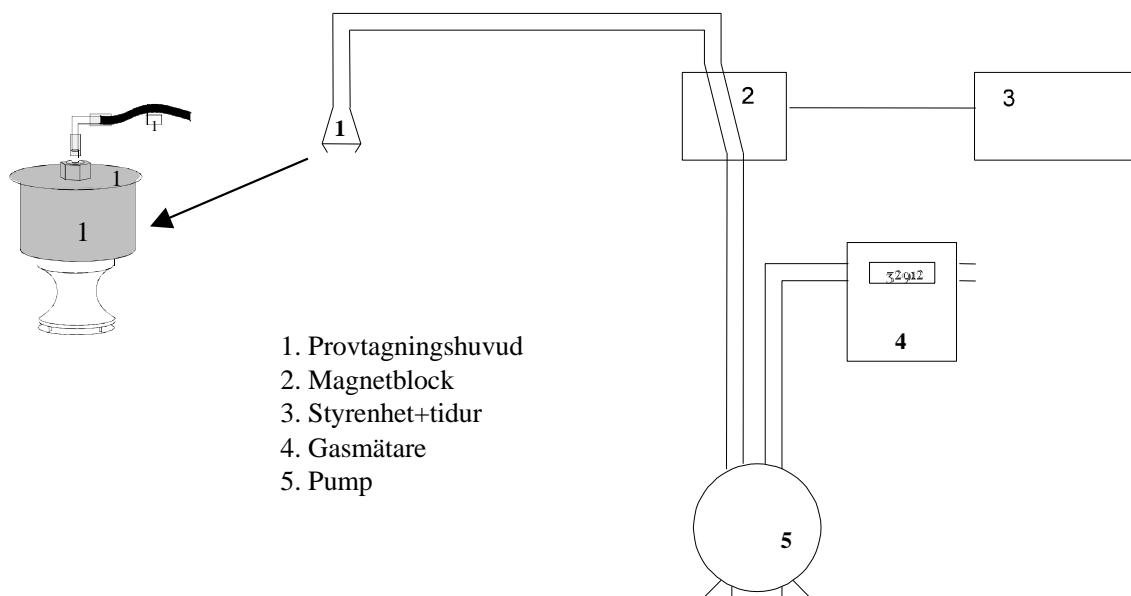 2
3
1
1
1
1
32912
4
1. Provtagningshuvud
2. Magnetblock
3. Styrenhet+tidur
4. Gasmätare
5. Pump
5